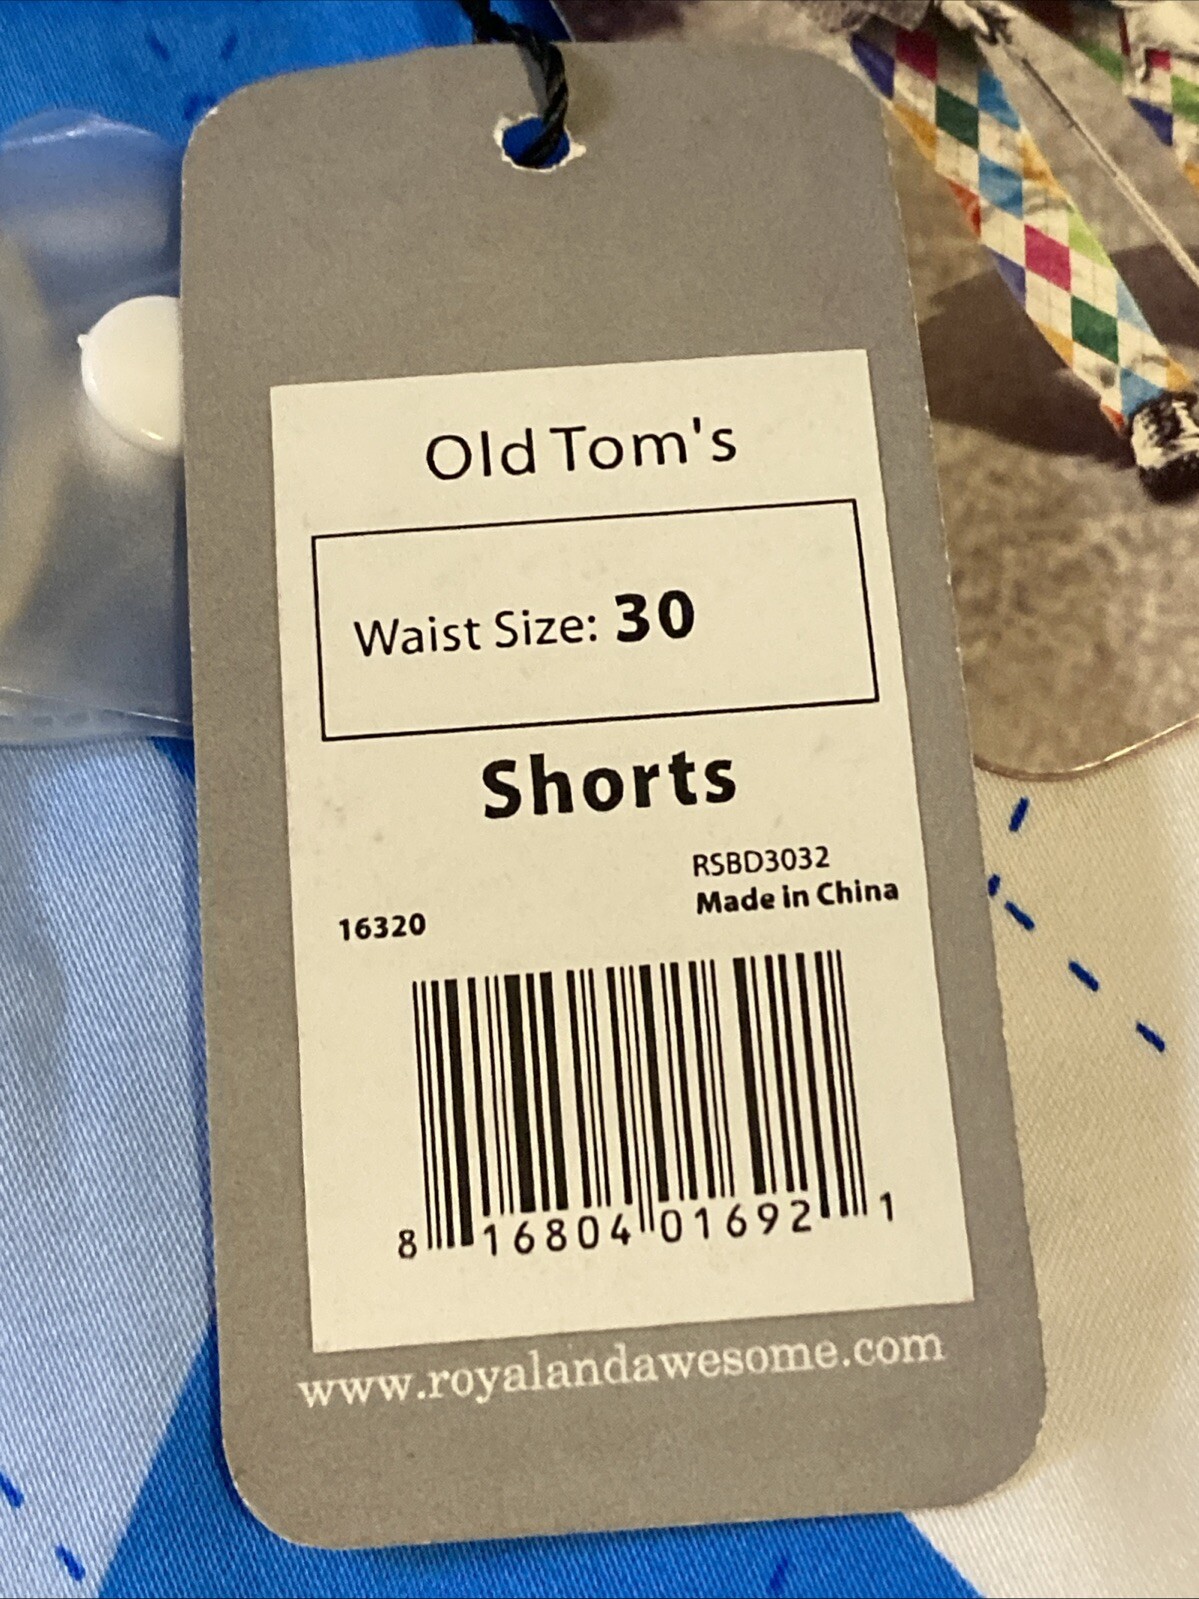 Old Tom's
Waist Size: 30
Shorts
RSBD3032
Made in China
16320
8 16804 01692 1
www.royalandawesome.com